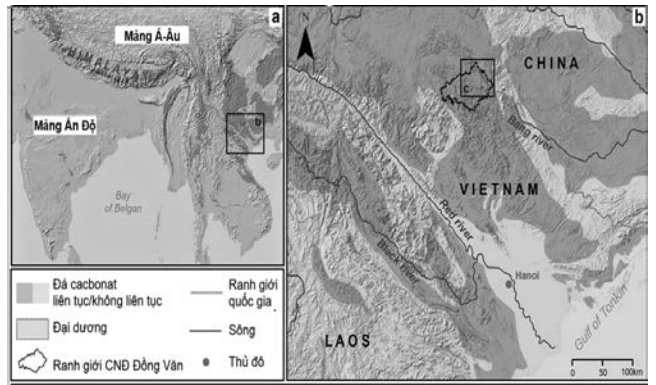 a
Mảng Á-Âu
HIMALAYA
b
Mảng Ấn Độ
Bay
of Belgan
Đá cacbonat
liên tục/không liên tục
Ranh giới
quốc gia
Đại dương
Sông
Ranh giới CNĐ Đồng Văn
Thủ đô
N
b
CHINA
c
Bang river
VIETNAM
Red river
Black river
Hanoi
Gulf of Tonkin
LAOS
0 50 100km